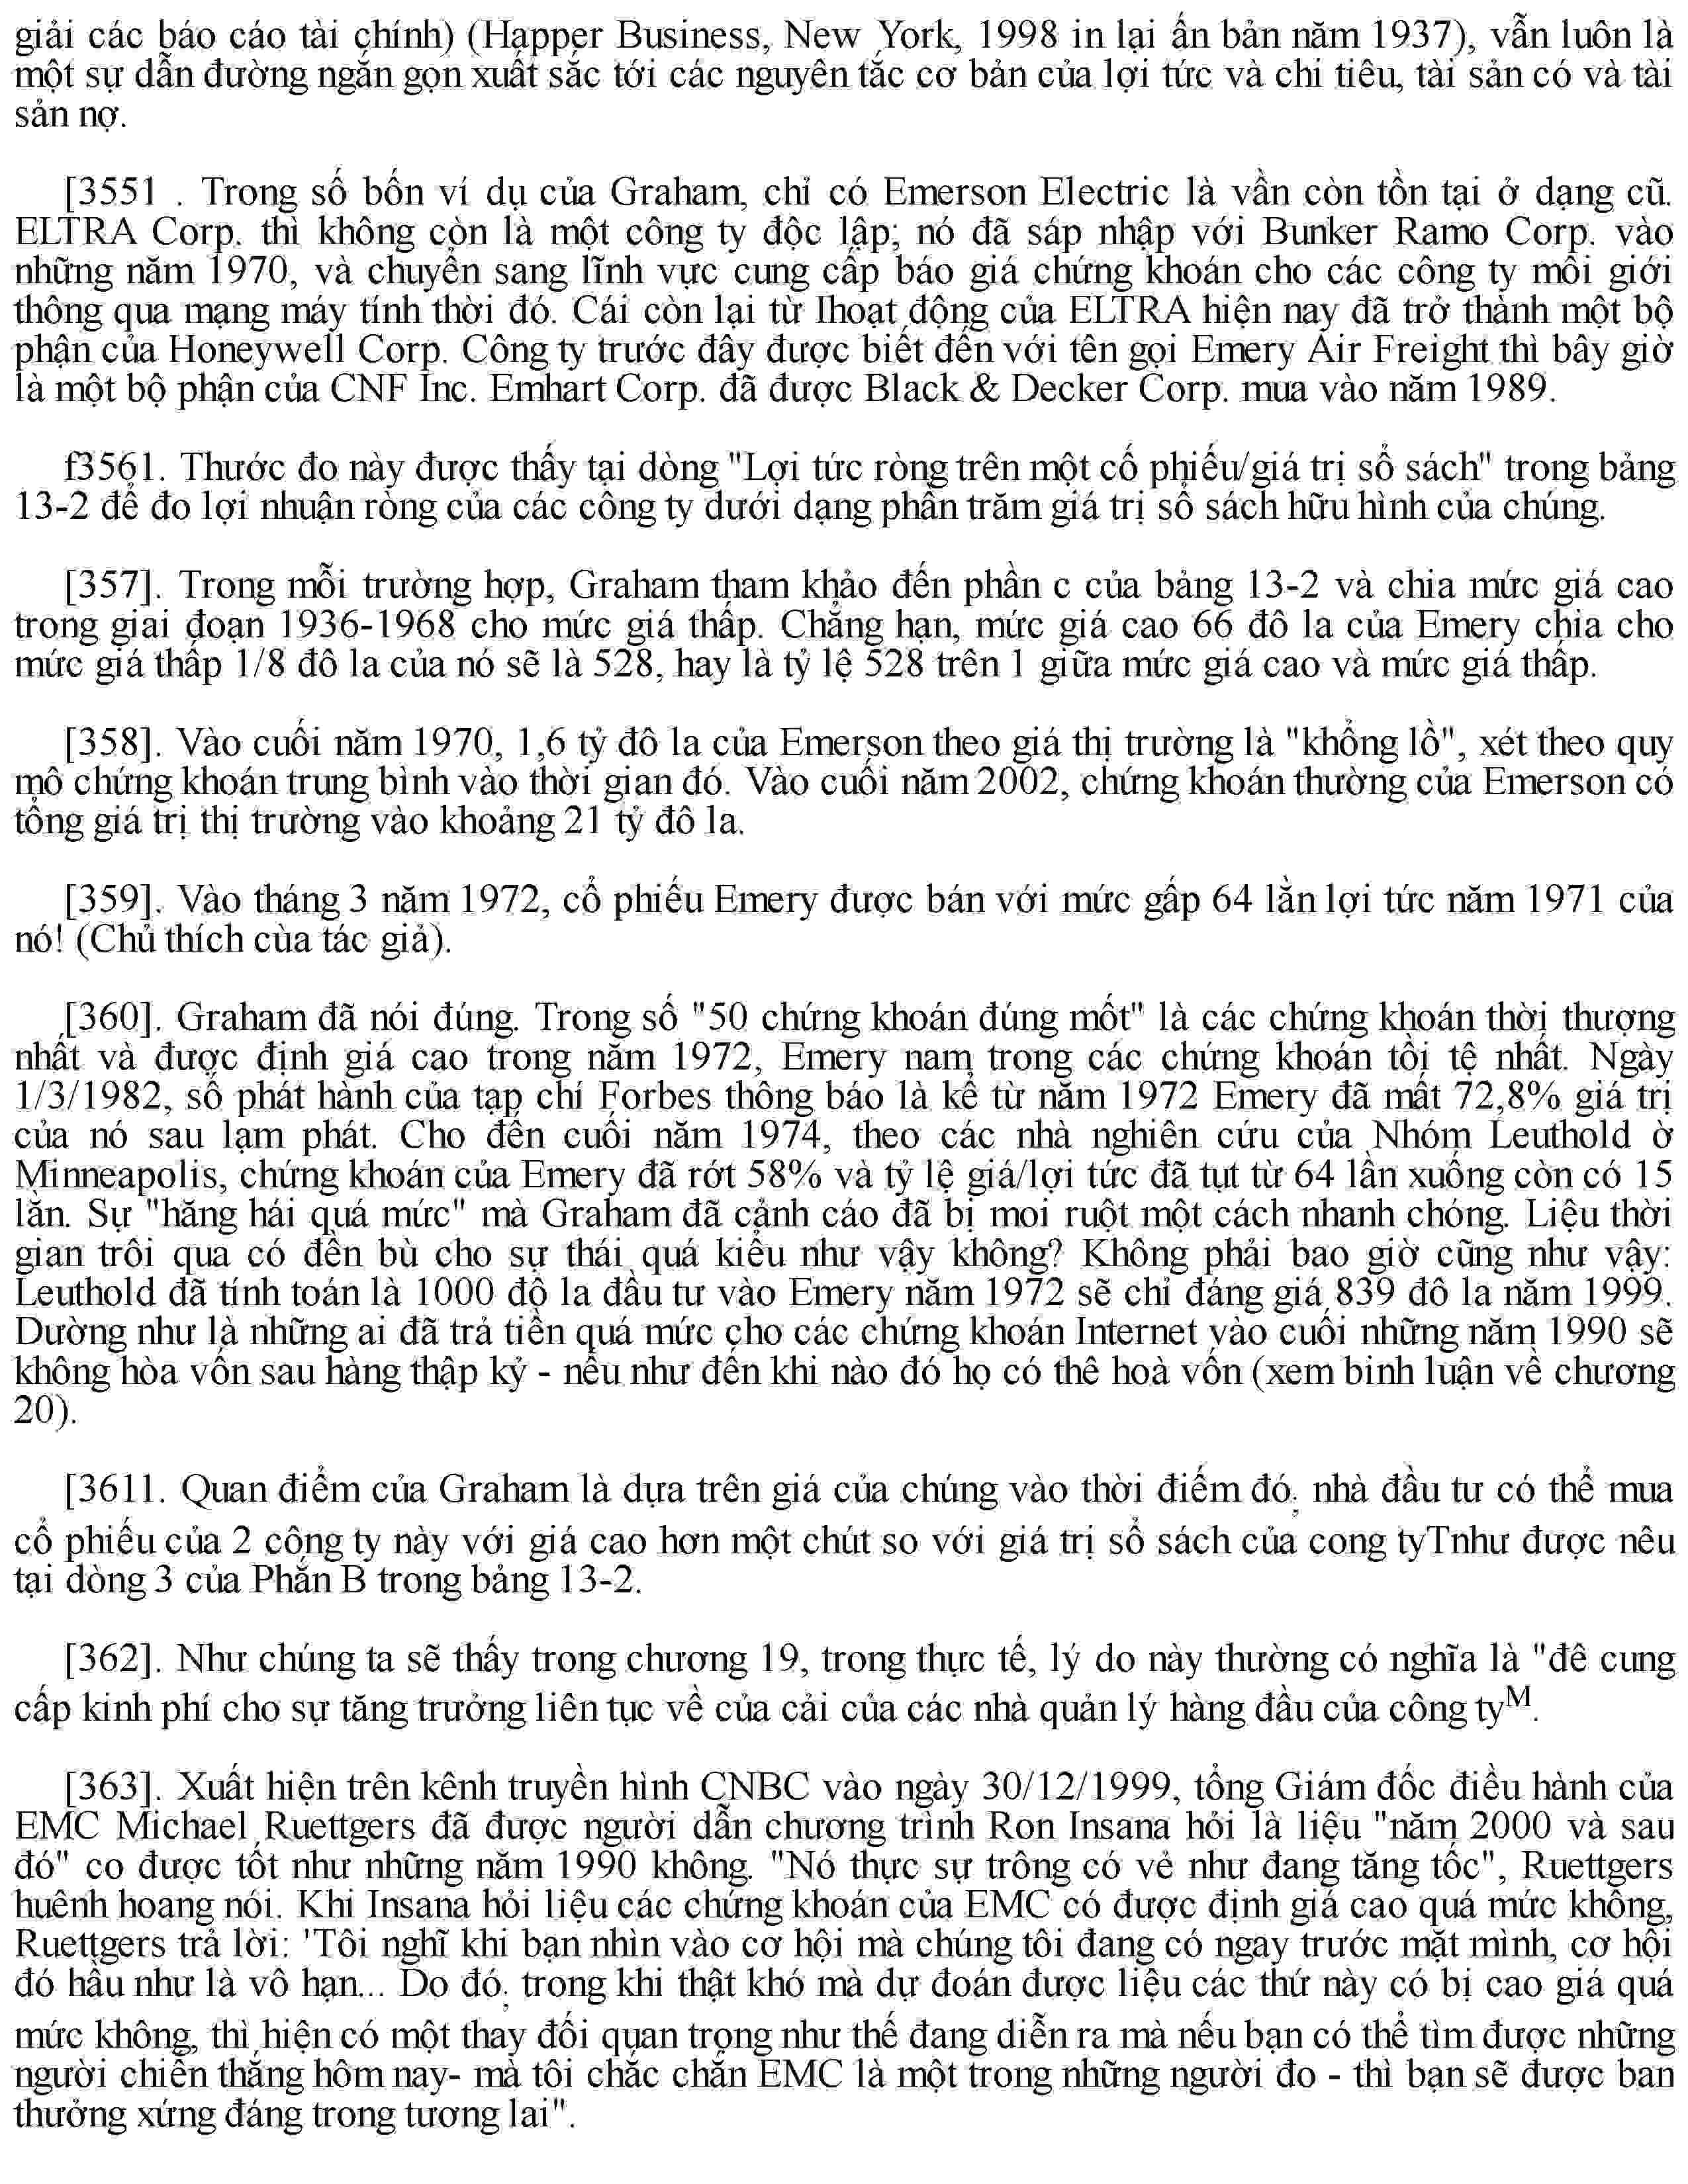 giải các báo cáo tài chính) (Happer Business, New York, 1998 in lại ấn bản năm 1937), vẫn luôn là
một sự dẫn đường ngắn gọn xuất sắc tới các nguyên tắc cơ bản của lợi tức và chi tiêu, tài sản có và tài
sản nợ.
[3551 . Trong số bốn ví dụ của Graham, chỉ có Emerson Electric là vần còn tồn tại ở dạng cũ.
ELTRA Corp. thì không còn là một công ty độc lập; nó đã sáp nhập với Bunker Ramo Corp. vào
những năm 1970, và chuyển sang lĩnh vực cung cấp báo giá chứng khoán cho các công ty môi giới
thông qua mạng máy tính thời đó. Cái còn lại từ Ihoạt động của ELTRA hiện nay đã trở thành một bộ
phận của Honeywell Corp. Công ty trước đây được biết đến với tên gọi Emery Air Freight thì bây giờ
là một bộ phận của CNF Inc. Emhart Corp. đã được Black & Decker Corp. mua vào năm 1989.
f3561. Thước đo này được thấy tại dòng "Lợi tức ròng trên một cố phiếu/giá trị sổ sách" trong bảng
13-2 để đo lợi nhuận ròng của các công ty dưới dạng phần trăm giá trị sổ sách hữu hình của chúng.
[357]. Trong mỗi trường hợp, Graham tham khảo đến phần c của bảng 13-2 và chia mức giá cao
trong giai đoạn 1936-1968 cho mức giá thấp. Chẳng hạn, mức giá cao 66 đô la của Emery chia cho
mức giá thấp 1/8 đô la của nó sẽ là 528, hay là tỷ lệ 528 trên 1 giữa mức giá cao và mức giá thấp.
[358]. Vào cuối năm 1970, 1,6 tỷ đô la của Emerson theo giá thị trường là "khổng lồ", xét theo quy
mô chứng khoán trung bình vào thời gian đó. Vào cuối năm 2002, chứng khoán thường của Emerson có
tổng giá trị thị trường vào khoảng 21 tỷ đô la.
[359]. Vào tháng 3 năm 1972, cổ phiếu Emery được bán với mức gấp 64 lần lợi tức năm 1971 của
nó! (Chủ thích cùa tác giả).
[360]. Graham đã nói đúng. Trong số "50 chứng khoán đúng mốt" là các chứng khoán thời thượng
nhất và được định giá cao trong năm 1972, Emery nam trong các chứng khoán tồi tệ nhất. Ngày
1/3/1982, số phát hành của tạp chí Forbes thông báo là kể từ năm 1972 Emery đã mất 72,8% giá trị
của nó sau lạm phát. Cho đến cuối năm 1974, theo các nhà nghiên cứu của Nhóm Leuthold ờ
Minneapolis, chứng khoán của Emery đã rớt 58% và tỷ lệ giá/lợi tức đã tụt từ 64 lần xuống còn có 15
lằn. Sự "hăng hái quá mức" mà Graham đã cảnh cáo đã bị moi ruột một cách nhanh chóng. Liệu thời
gian trôi qua có đền bù cho sự thái quá kiểu như vậy không? Không phải bao giờ cũng như vậy:
Leuthold đã tính toán là 1000 đô la đầu tư vào Emery năm 1972 sẽ chỉ đáng giá 839 đô la năm 1999.
Dường như là những ai đã trả tiền quá mức cho các chứng khoán Internet vào cuối những năm 1990 sẽ
không hòa vốn sau hàng thập kỷ - nếu như đến khi nào đó họ có thê hoà vốn (xem binh luận về chương
20).
[3611. Quan điểm của Graham là dựa trên giá của chúng vào thời điểm đó; nhà đầu tư có thể mua
cổ phiếu của 2 công ty này với giá cao hơn một chút so với giá trị sổ sách của cong tyTnhư được nêu
tại dòng 3 của Phằn B trong bảng 13-2.
[362]. Như chúng ta sẽ thấy trong chương 19, trong thực tế, lý do này thường có nghĩa là "đê cung
cấp kinh phí cho sự tăng trưởng liên tục về của cải của các nhà quản lý hàng đầu của công tyᴹ.
[363]. Xuất hiện trên kênh truyền hình CNBC vào ngày 30/12/1999, tổng Giám đốc điều hành của
EMC Michael Ruettgers đã được người dẫn chương trình Ron Insana hỏi là liệu "năm 2000 và sau
đó" co được tốt như những năm 1990 không. "Nó thực sự trông có vẻ như đang tăng tốc", Ruettgers
huênh hoang nói. Khi Insana hỏi liệu các chứng khoán của EMC có được định giá cao quá mức không,
Ruettgers trả lời: 'Tôi nghĩ khi bạn nhìn vào cơ hội mà chúng tôi đang có ngay trước mặt mình, cơ hội
đó hầu như là vô hạn... Do đó; trong khi thật khó mà dự đoán được liệu các thứ này có bị cao giá quá
mức không, thì hiện có một thay đổi quan trọng như thế đang diễn ra mà nếu bạn có thể tìm được những
người chiến thắng hôm nay- mà tôi chắc chắn EMC là một trong những người đo - thì bạn sẽ được ban
thưởng xứng đáng trong tương lai".